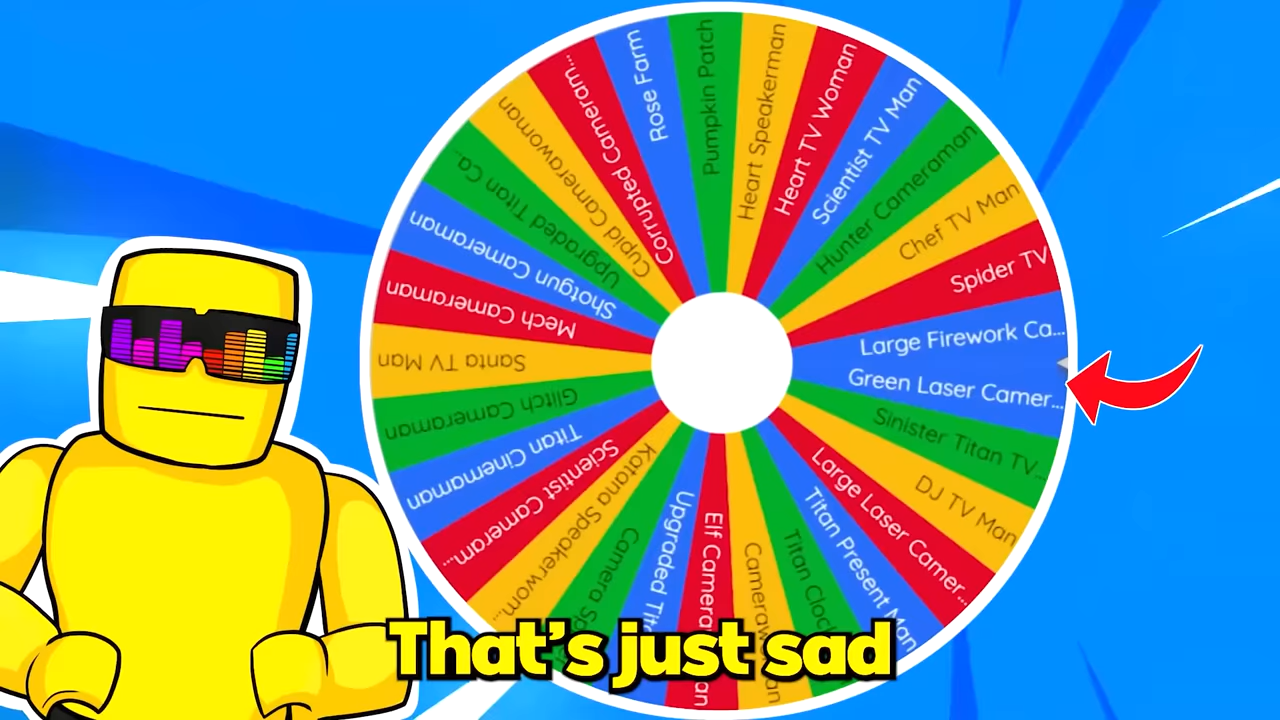 Rose Farm
Pumpkin Patch
Heart Speakerman
Heart TV Woman
Scientist TV Man
Hunter Cameraman
Chef TV Man
Spider TV
Large Firework Ca...
Green Laser Camer...
Sinister Titan TV...
DJ TV Man
Large Laser Camer...
Titan Present Man
Titan Clock
Cameraw
Elf Camera
Upgraded Tit
Camera Sp
Katana Speakerwom...
Scientist Cameram...
Titan Cinemaman
Glitch Cameraman
Santa TV Man
Mech Cameraman
Shotgun Cameraman
Upgraded Titan Ca...
Cupid Camerawoman
Corrupted Cameram...
That's just sad